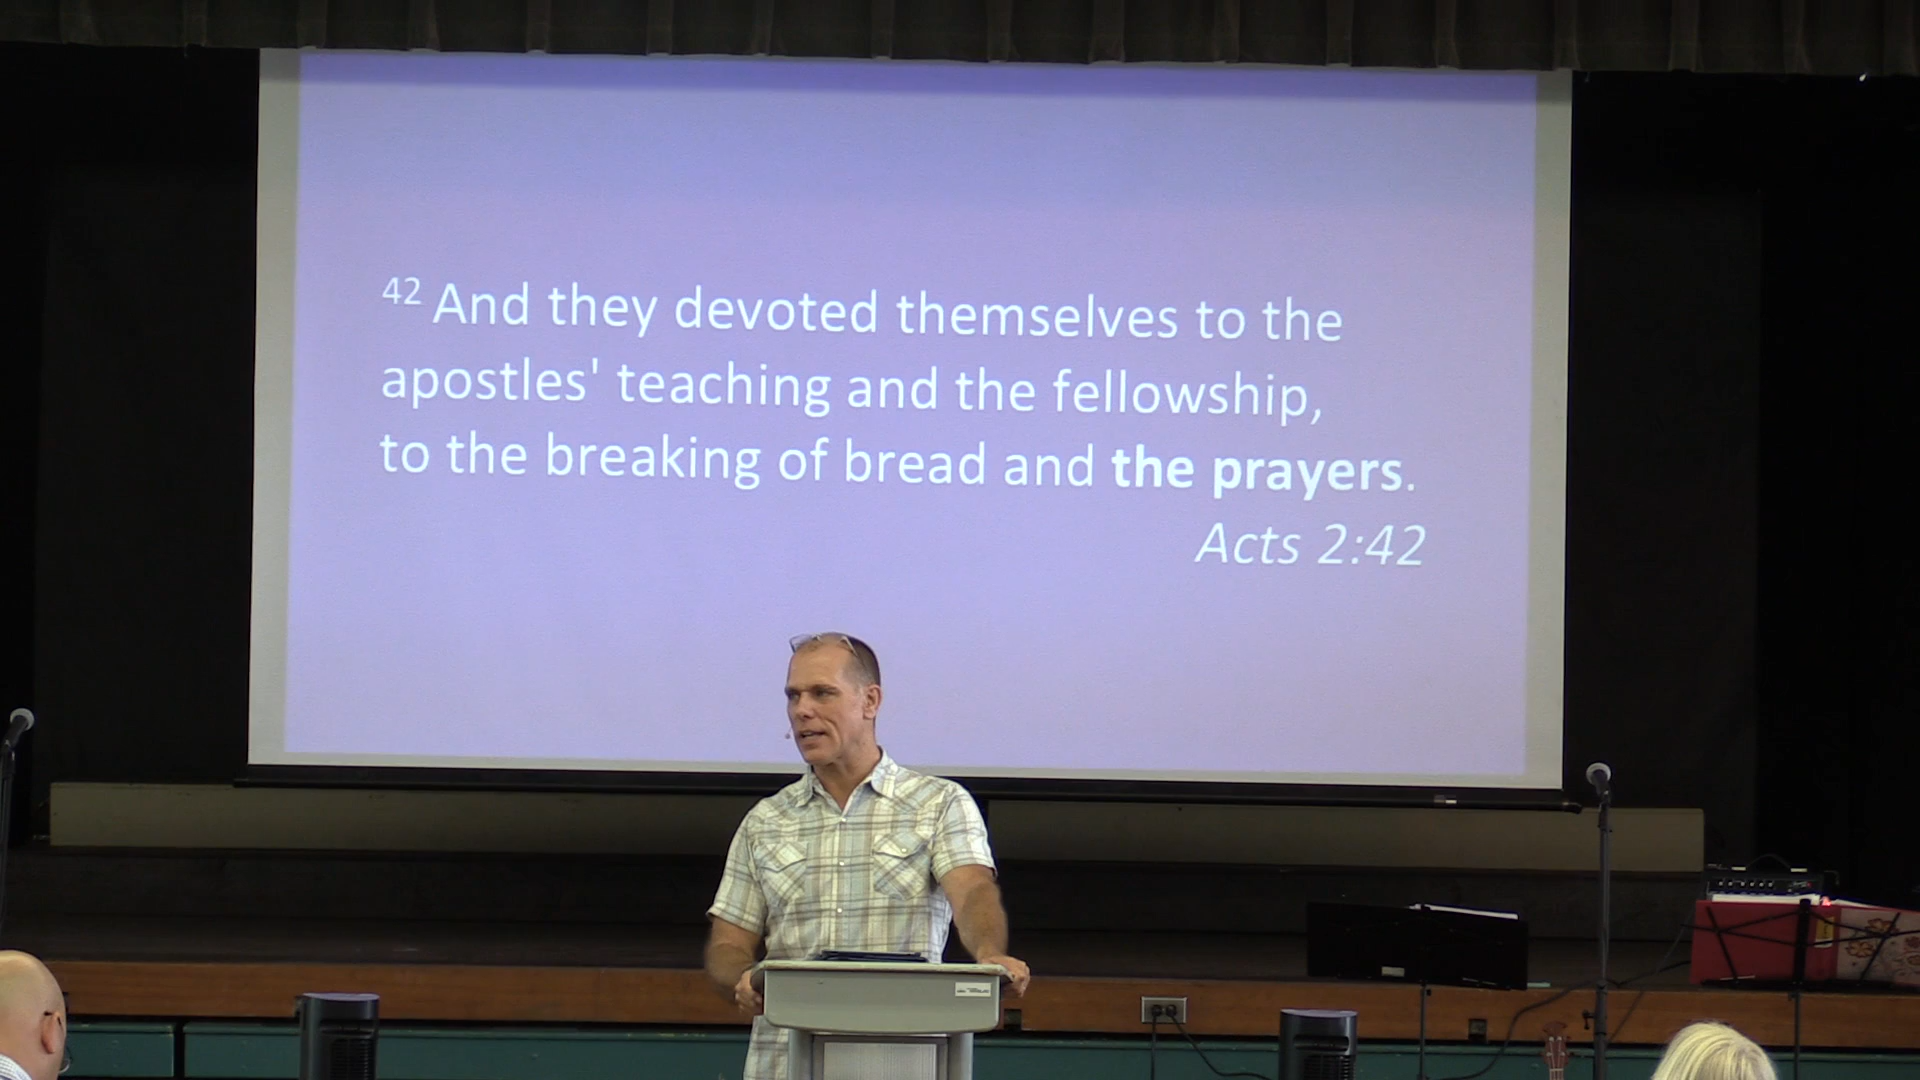 42 And they devoted themselves to the
apostles' teaching and the fellowship,
to the breaking of bread and the prayers.
Acts 2:42